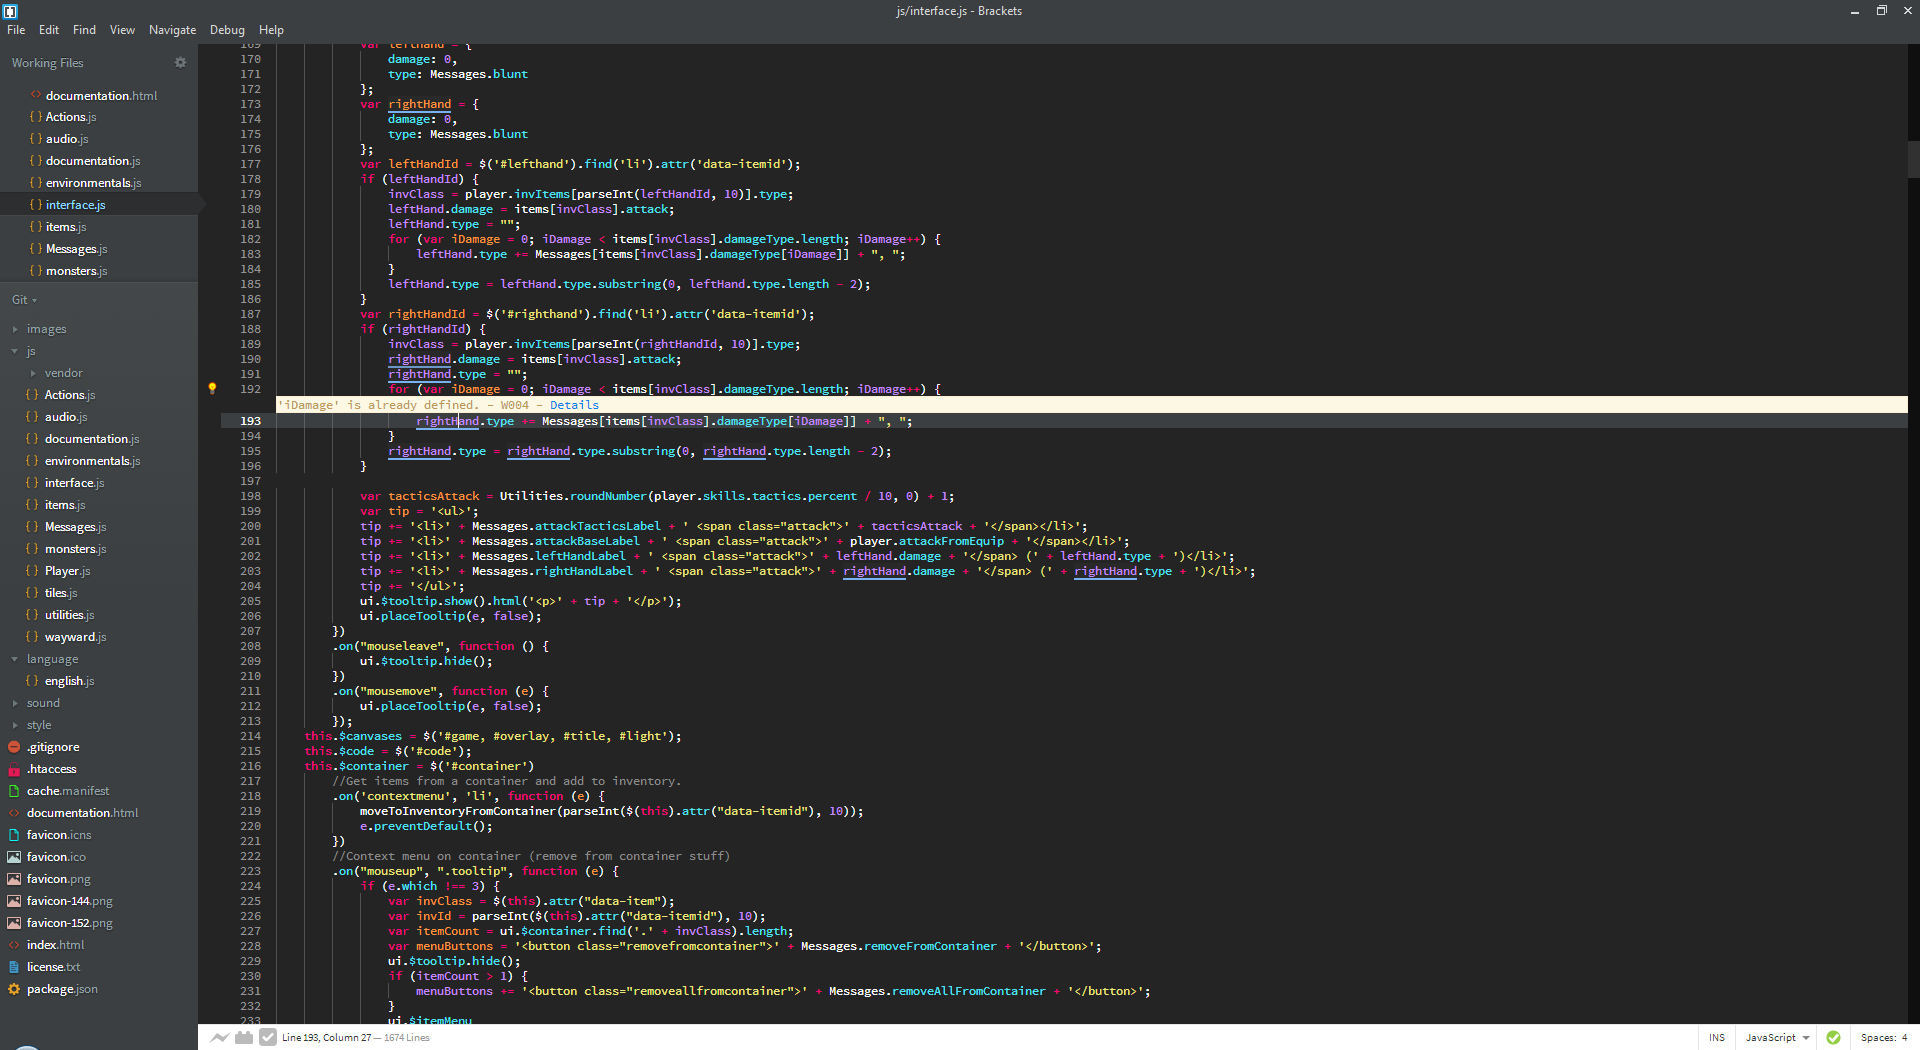 js/interface.js - Brackets
File Edit Find View Navigate Debug Help
Working Files
documentation.html
Actions.js
audio.js
documentation.js
environmentals.js
interface.js
items.js
Messages.js
monsters.js
Git
images
js
vendor
Actions.js
audio.js
documentation.js
environmentals.js
interface.js
items.js
Messages.js
monsters.js
Player.js
tiles.js
utilities.js
wayward.js
language
english.js
sound
style
.gitignore
.htaccess
cache.manifest
documentation.html
favicon.icns
favicon.ico
favicon.png
favicon-144.png
favicon-152.png
index.html
license.txt
package.json
169 var leftHand = {
170 damage: 0,
171 type: Messages.blunt
172 };
173 var rightHand = {
174 damage: 0,
175 type: Messages.blunt
176 };
177 var leftHandId = $('#lefthand').find('li').attr('data-itemid');
178 if (leftHandId) {
179 invClass = player.invItems[parseInt(leftHandId, 10)].type;
180 leftHand.damage = items[invClass].attack;
181 leftHand.type = "";
182 for (var iDamage = 0; iDamage < items[invClass].damageType.length; iDamage++) {
183 leftHand.type += Messages[items[invClass].damageType[iDamage]] + ", ";
184 }
185 leftHand.type = leftHand.type.substring(0, leftHand.type.length - 2);
186 }
187 var rightHandId = $('#righthand').find('li').attr('data-itemid');
188 if (rightHandId) {
189 invClass = player.invItems[parseInt(rightHandId, 10)].type;
190 rightHand.damage = items[invClass].attack;
191 rightHand.type = "";
192 for (var iDamage = 0; iDamage < items[invClass].damageType.length; iDamage++) {
'iDamage' is already defined. - W004 - Details
193 rightHand.type += Messages[items[invClass].damageType[iDamage]] + ", ";
194 }
195 rightHand.type = rightHand.type.substring(0, rightHand.type.length - 2);
196 }
197
198 var tacticsAttack = Utilities.roundNumber(player.skills.tactics.percent / 10, 0) + 1;
199 var tip = '<ul>';
200 tip += '<li>' + Messages.attackTacticsLabel + ' <span class="attack">' + tacticsAttack + '</span></li>';
201 tip += '<li>' + Messages.attackBaseLabel + ' <span class="attack">' + player.attackFromEquip + '</span></li>';
202 tip += '<li>' + Messages.leftHandLabel + ' <span class="attack">' + leftHand.damage + '</span> (' + leftHand.type + ')</li>';
203 tip += '<li>' + Messages.rightHandLabel + ' <span class="attack">' + rightHand.damage + '</span> (' + rightHand.type + ')</li>';
204 tip += '</ul>';
205 ui.$tooltip.show().html('<p>' + tip + '</p>');
206 ui.placeTooltip(e, false);
207 })
208 .on("mouseleave", function () {
209 ui.$tooltip.hide();
210 })
211 .on("mousemove", function (e) {
212 ui.placeTooltip(e, false);
213 });
214 this.$canvases = $('#game, #overlay, #title, #light');
215 this.$code = $('#code');
216 this.$container = $('#container')
217 //Get items from a container and add to inventory.
218 .on('contextmenu', 'li', function (e) {
219 moveToInventoryFromContainer(parseInt($(this).attr("data-itemid"), 10));
220 e.preventDefault();
221 })
222 //Context menu on container (remove from container stuff)
223 .on("mouseup", ".tooltip", function (e) {
224 if (e.which !== 3) {
225 var invClass = $(this).attr("data-item");
226 var invId = parseInt($(this).attr("data-itemid"), 10);
227 var itemCount = ui.$container.find('.' + invClass).length;
228 var menuButtons = '<button class="removefromcontainer">' + Messages.removeFromContainer + '</button>';
229 ui.$tooltip.hide();
230 if (itemCount > 1) {
231 menuButtons += '<button class="removeallfromcontainer">' + Messages.removeAllFromContainer + '</button>';
232 }
233 ui.$itemMenu
Line 193, Column 27 — 1674 Lines
INS JavaScript Spaces: 4